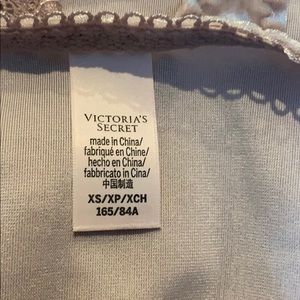 VICTORIA'S
SECRET
made in China/
fabriqué en Chine/
hecho en China/
fabbricato in Cina/
中国制造
XS/XP/XCH
165/84A